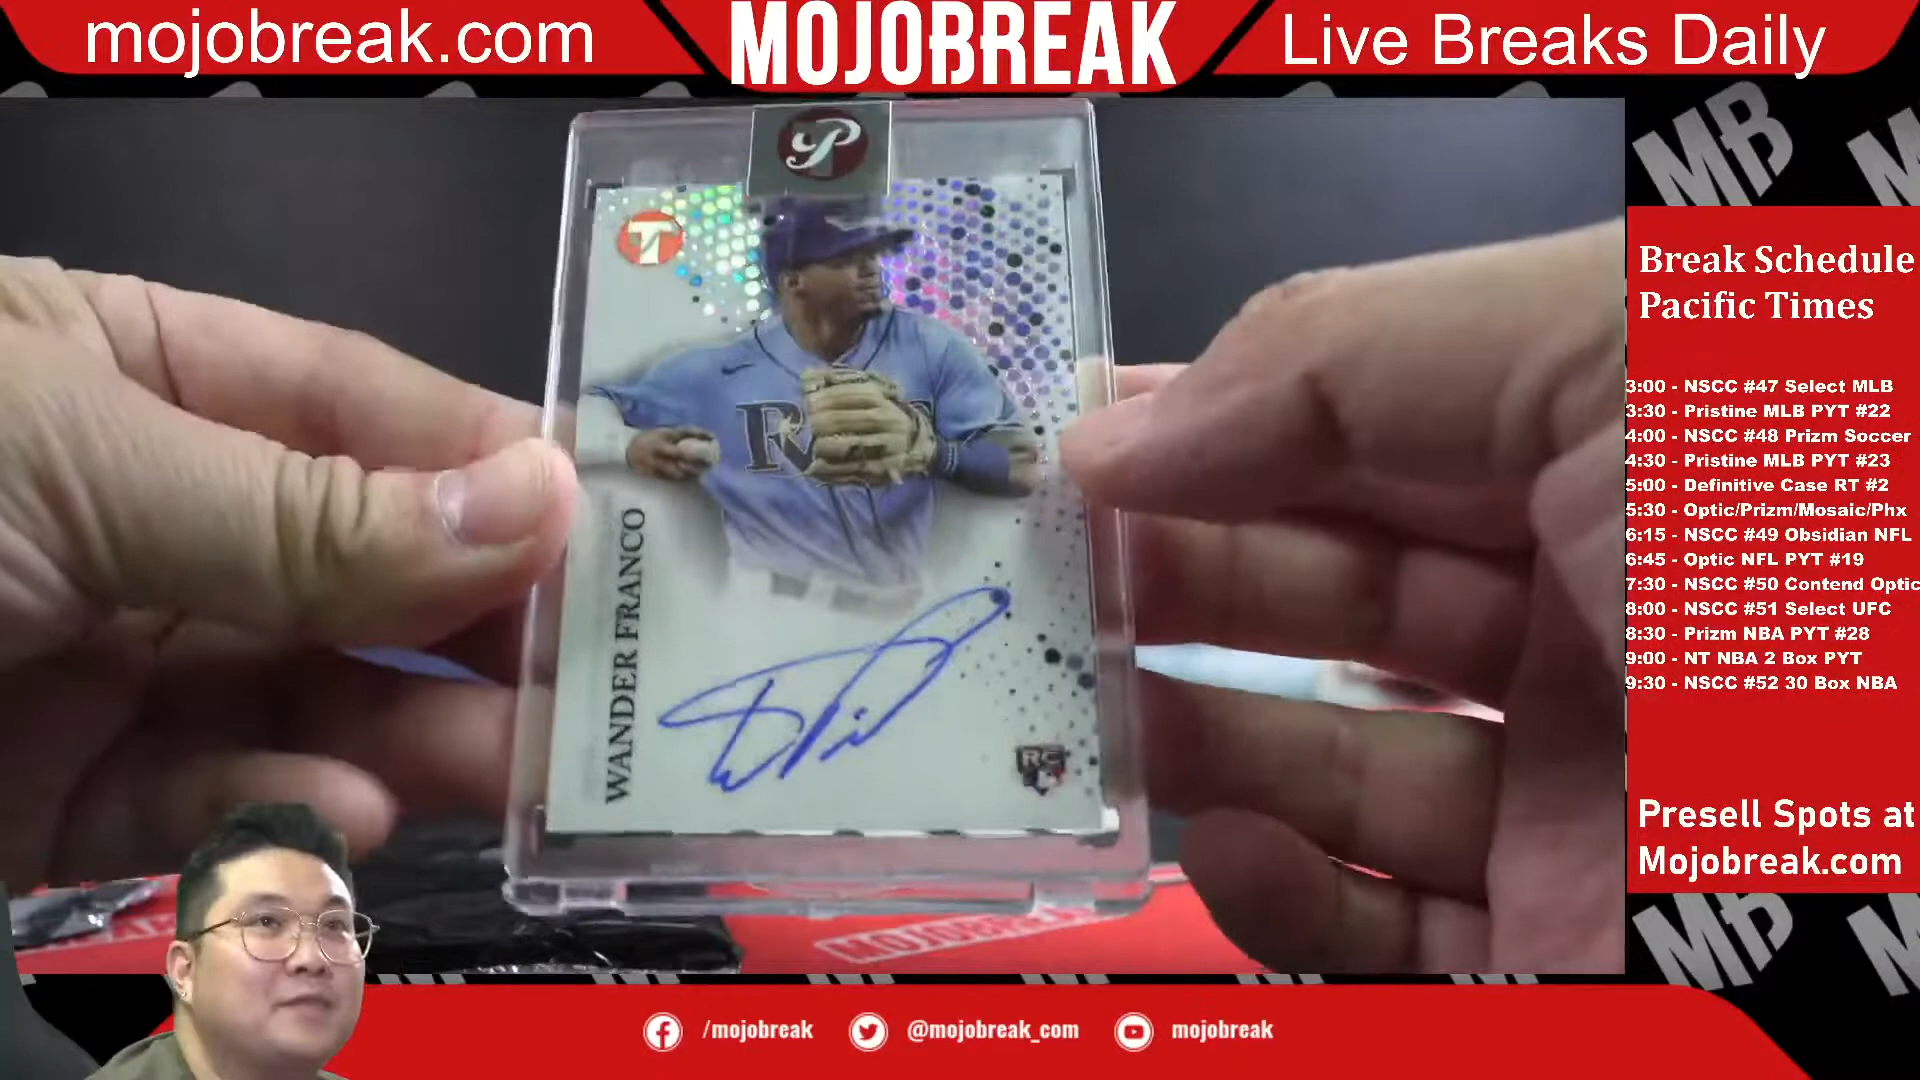 mojobreak.com
MOJOBREAK
Live Breaks Daily
P
T
RC
WANDER FRANCO
MOJOBREAK
Break Schedule
Pacific Times
3:00 - NSCC #47 Select MLB
3:30 - Pristine MLB PYT #22
4:00 - NSCC #48 Prizm Soccer
4:30 - Pristine MLB PYT #23
5:00 - Definitive Case RT #2
5:30 - Optic/Prizm/Mosaic/Phx
6:15 - NSCC #49 Obsidian NFL
6:45 - Optic NFL PYT #19
7:30 - NSCC #50 Contend Optic
8:00 - NSCC #51 Select UFC
8:30 - Prizm NBA PYT #28
9:00 - NT NBA 2 Box PYT
9:30 - NSCC #52 30 Box NBA
Presell Spots at
Mojobreak.com
MB
MB
/mojobreak
@mojobreak_com
mojobreak